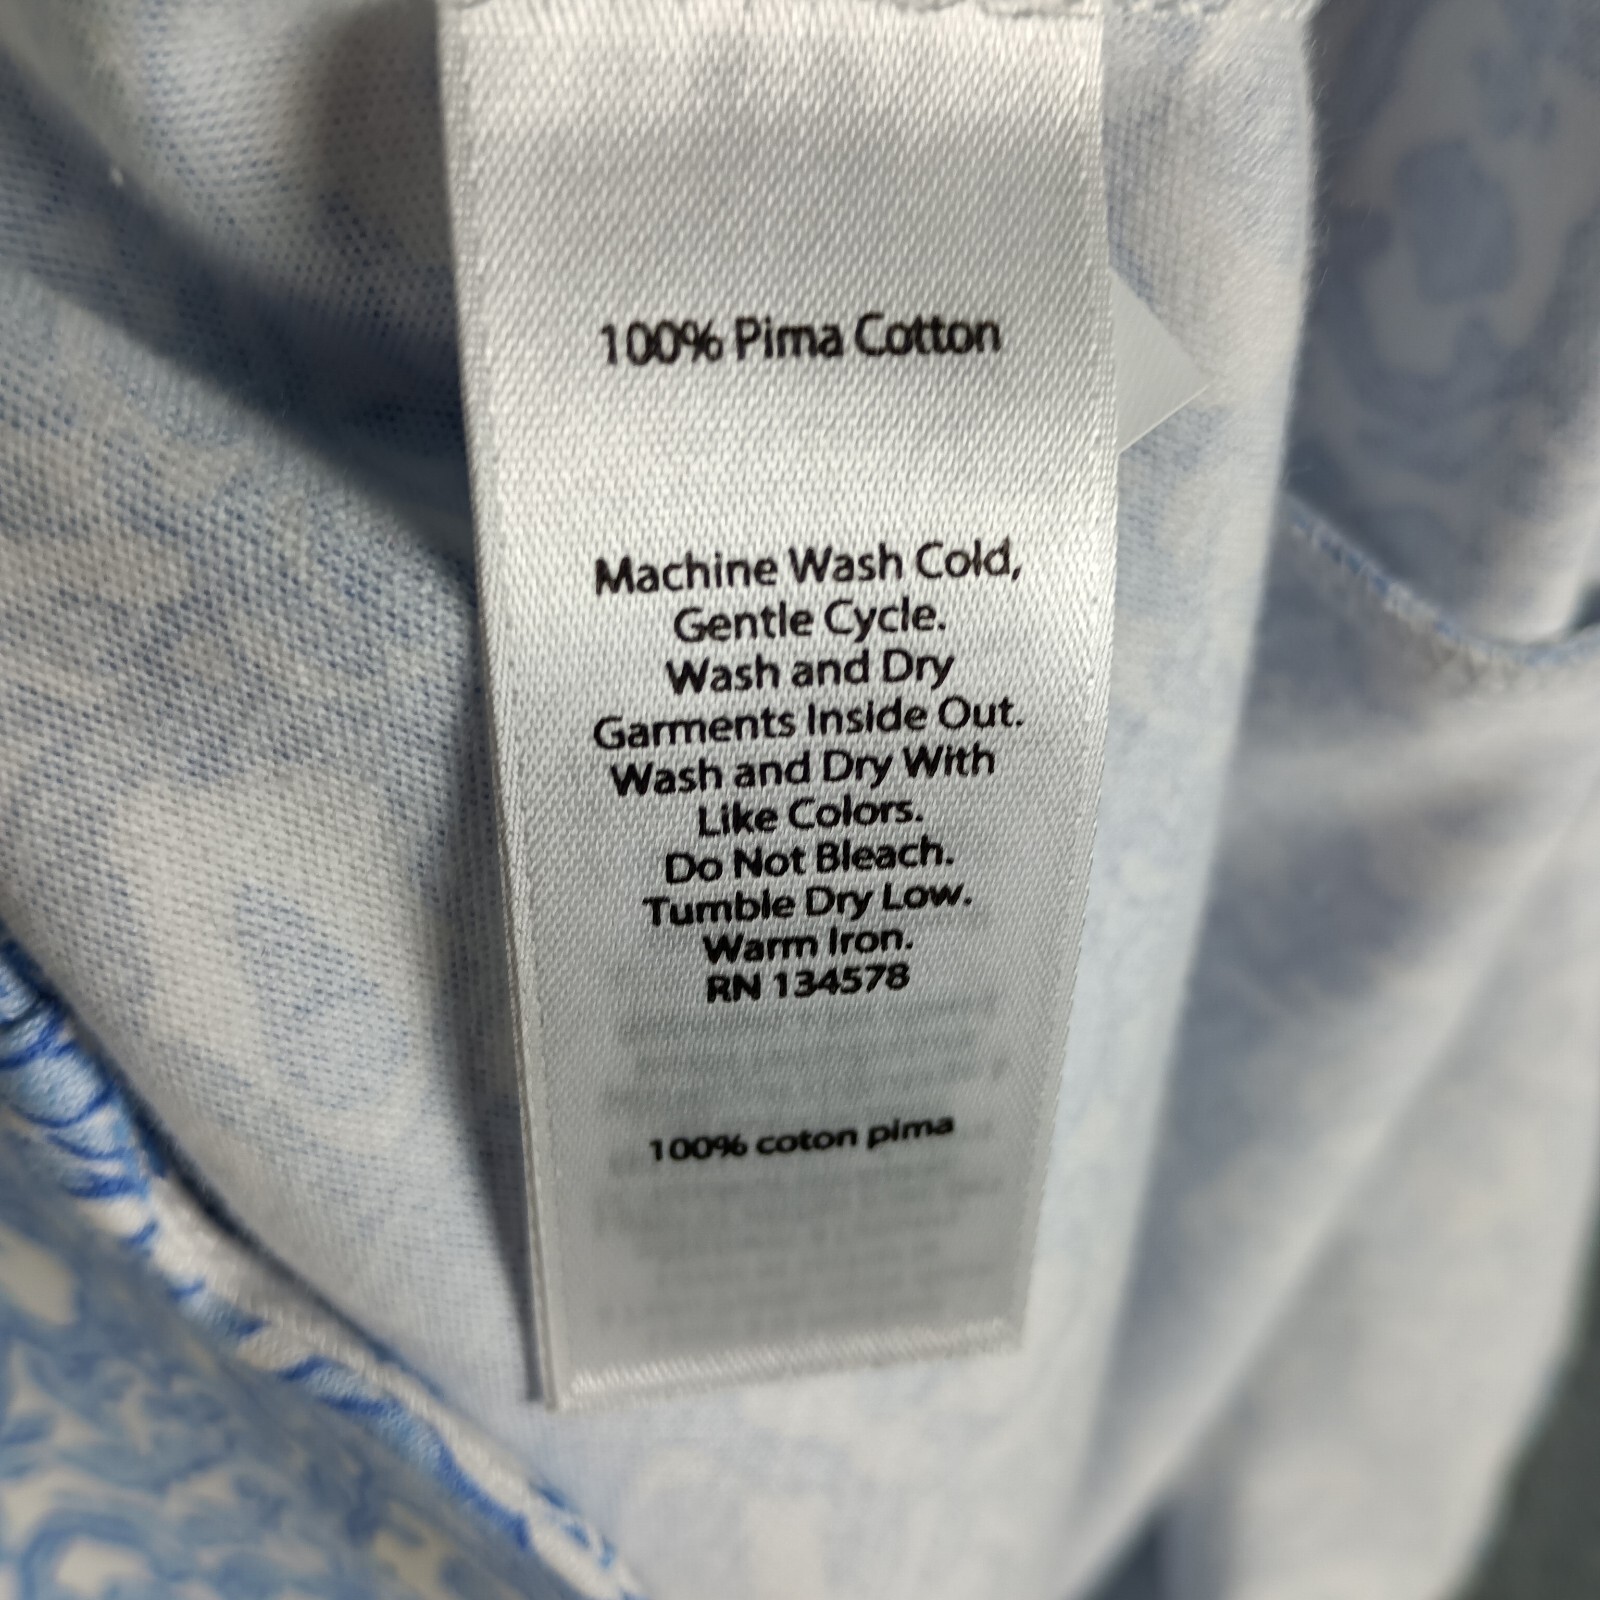 100% Pima Cotton
Machine Wash Cold,
Gentle Cycle.
Wash and Dry
Garments Inside Out.
Wash and Dry With
Like Colors.
Do Not Bleach.
Tumble Dry Low.
Warm Iron.
RN 134578
100% coton pima